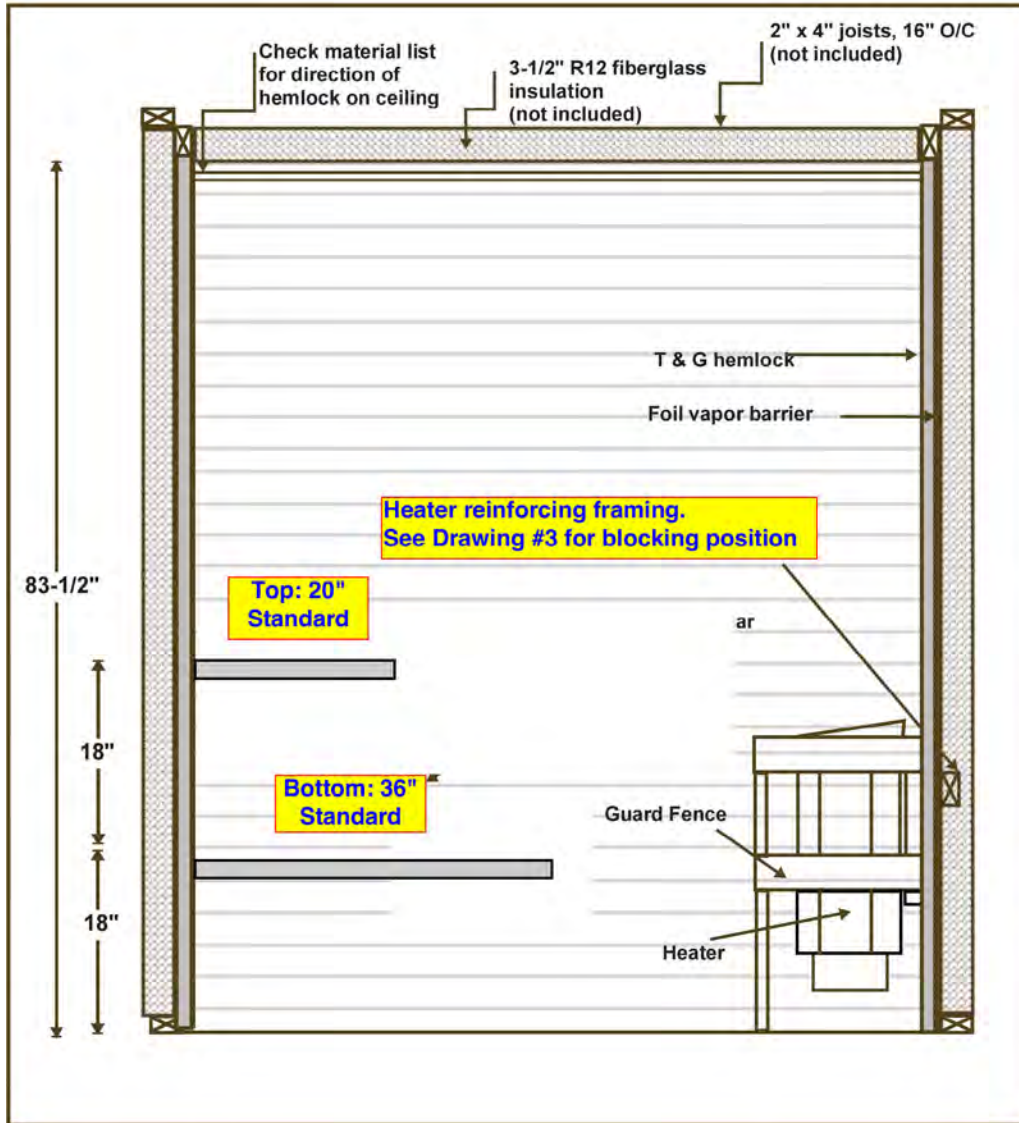 Check material list
for direction of
hemlock on ceiling
3-1/2" R12 fiberglass
insulation
(not included)
2" x 4" joists, 16" O/C
(not included)
T & G hemlock
Foil vapor barrier
Heater reinforcing framing.
See Drawing #3 for blocking position
83-1/2"
Top: 20"
Standard
ar
18"
Bottom: 36"
Standard
Guard Fence
18"
Heater